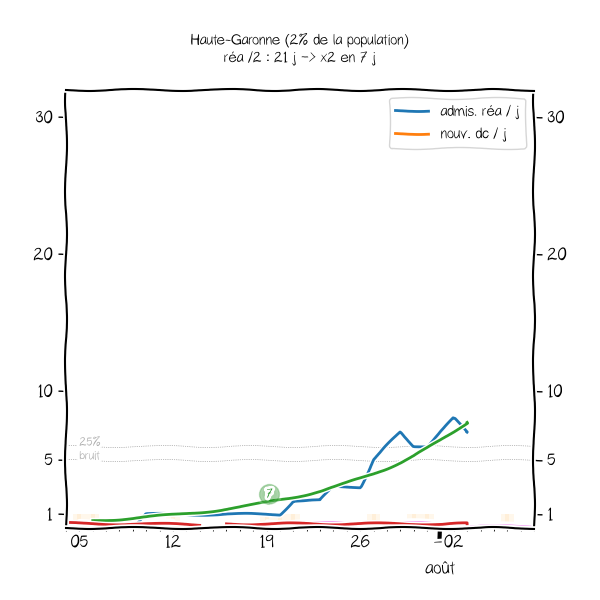 Haute-Garonne (2% de la population)
réa /2 : 21 j -> x2 en 7 j
admis. réa / j
nouv. dc / j
30
30
20
20
10
10
25%
bruit
5
5
7
1
1
05 12 19 26 02
août